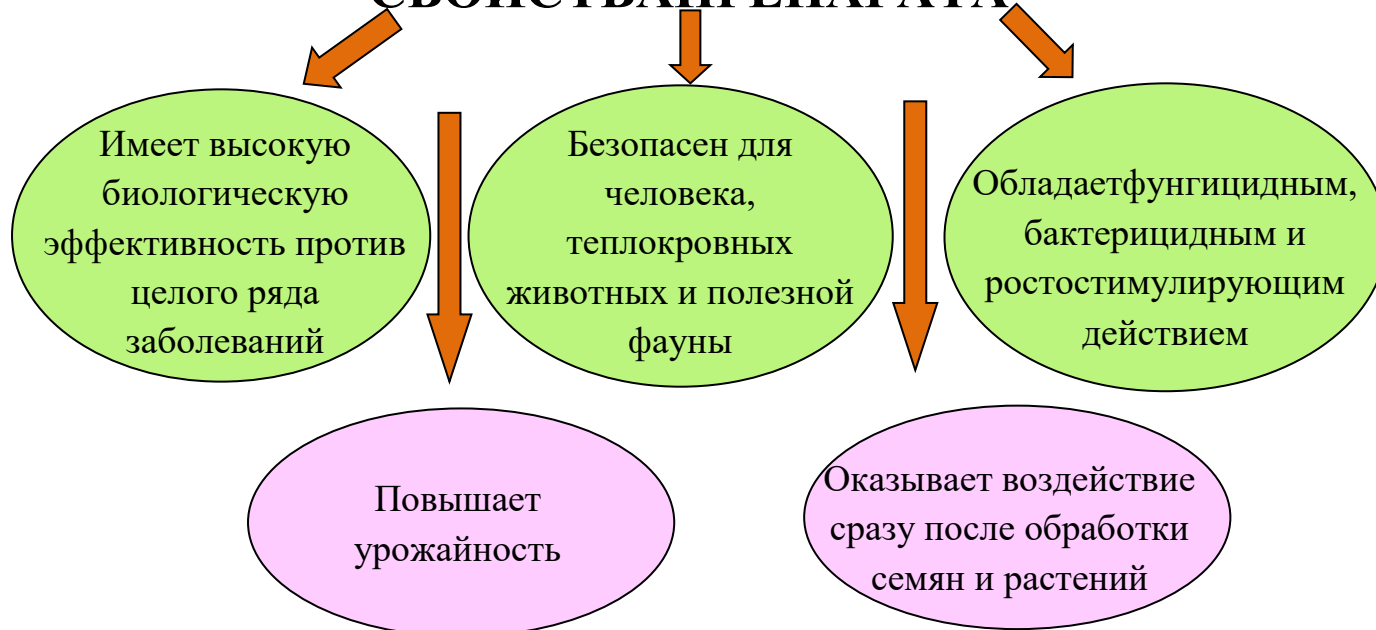 СВОЙСТВАПРЕПАРАТА
Имеет высокую
биологическую
эффективность против
целого ряда
заболеваний
Безопасен для
человека,
теплокровных
животных и полезной
фауны
Обладаетфунгицидным,
бактерицидным и
ростостимулирующим
действием
Повышает
урожайность
Оказывает воздействие
сразу после обработки
семян и растений